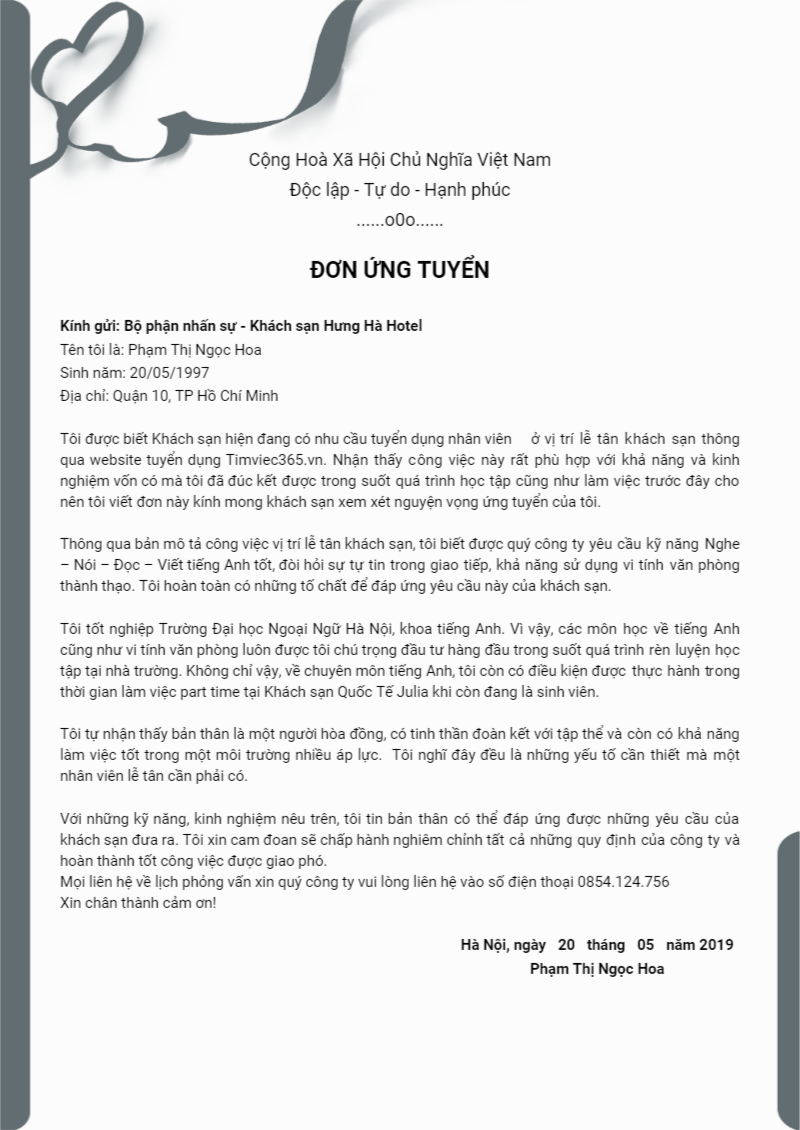 Cộng Hoà Xã Hội Chủ Nghĩa Việt Nam
Độc lập - Tự do - Hạnh phúc
......o0o......
ĐƠN ỨNG TUYỂN
Kính gửi: Bộ phận nhấn sự - Khách sạn Hưng Hà Hotel
Tên tôi là: Phạm Thị Ngọc Hoa
Sinh năm: 20/05/1997
Địa chỉ: Quận 10, TP Hồ Chí Minh
Tôi được biết Khách sạn hiện đang có nhu cầu tuyển dụng nhân viên ở vị trí lễ tân khách sạn thông
qua website tuyển dụng Timviec365.vn. Nhận thấy công việc này rất phù hợp với khả năng và kinh
nghiệm vốn có mà tôi đã đúc kết được trong suốt quá trình học tập cũng như làm việc trước đây cho
nên tôi viết đơn này kính mong khách sạn xem xét nguyện vọng ứng tuyển của tôi.
Thông qua bản mô tả công việc vị trí lễ tân khách sạn, tôi biết được quý công ty yêu cầu kỹ năng Nghe
– Nói – Đọc – Viết tiếng Anh tốt, đòi hỏi sự tự tin trong giao tiếp, khả năng sử dụng vi tính văn phòng
thành thạo. Tôi hoàn toàn có những tố chất để đáp ứng yêu cầu này của khách sạn.
Tôi tốt nghiệp Trường Đại học Ngoại Ngữ Hà Nội, khoa tiếng Anh. Vì vậy, các môn học về tiếng Anh
cũng như vi tính văn phòng luôn được tôi chú trọng đầu tư hàng đầu trong suốt quá trình rèn luyện học
tập tại nhà trường. Không chỉ vậy, về chuyên môn tiếng Anh, tôi còn có điều kiện được thực hành trong
thời gian làm việc part time tại Khách sạn Quốc Tế Julia khi còn đang là sinh viên.
Tôi tự nhận thấy bản thân là một người hòa đồng, có tinh thần đoàn kết với tập thể và còn có khả năng
làm việc tốt trong một môi trường nhiều áp lực. Tôi nghĩ đây đều là những yếu tố cần thiết mà một
nhân viên lễ tân cần phải có.
Với những kỹ năng, kinh nghiệm nêu trên, tôi tin bản thân có thể đáp ứng được những yêu cầu của
khách sạn đưa ra. Tôi xin cam đoan sẽ chấp hành nghiêm chỉnh tất cả những quy định của công ty và
hoàn thành tốt công việc được giao phó.
Mọi liên hệ về lịch phỏng vấn xin quý công ty vui lòng liên hệ vào số điện thoại 0854.124.756
Xin chân thành cảm ơn!
Hà Nội, ngày 20 tháng 05 năm 2019
Phạm Thị Ngọc Hoa